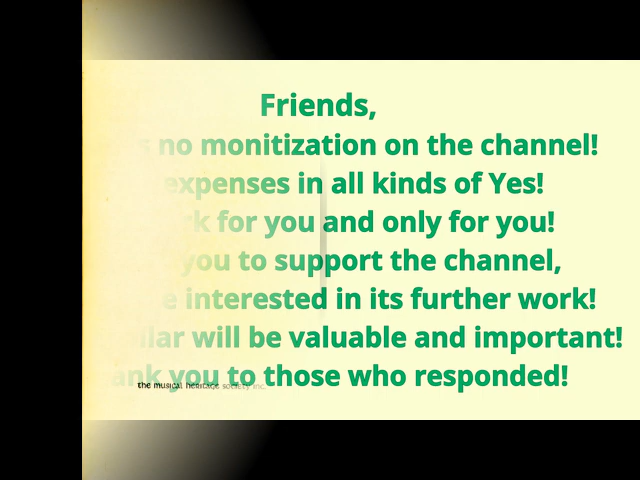 Friends,
no monitization on the channel!
expenses in all kinds of Yes!
for you and only for you!
you to support the channel,
interested in its further work!
will be valuable and important!
you to those who responded!
the musical heritage society inc.